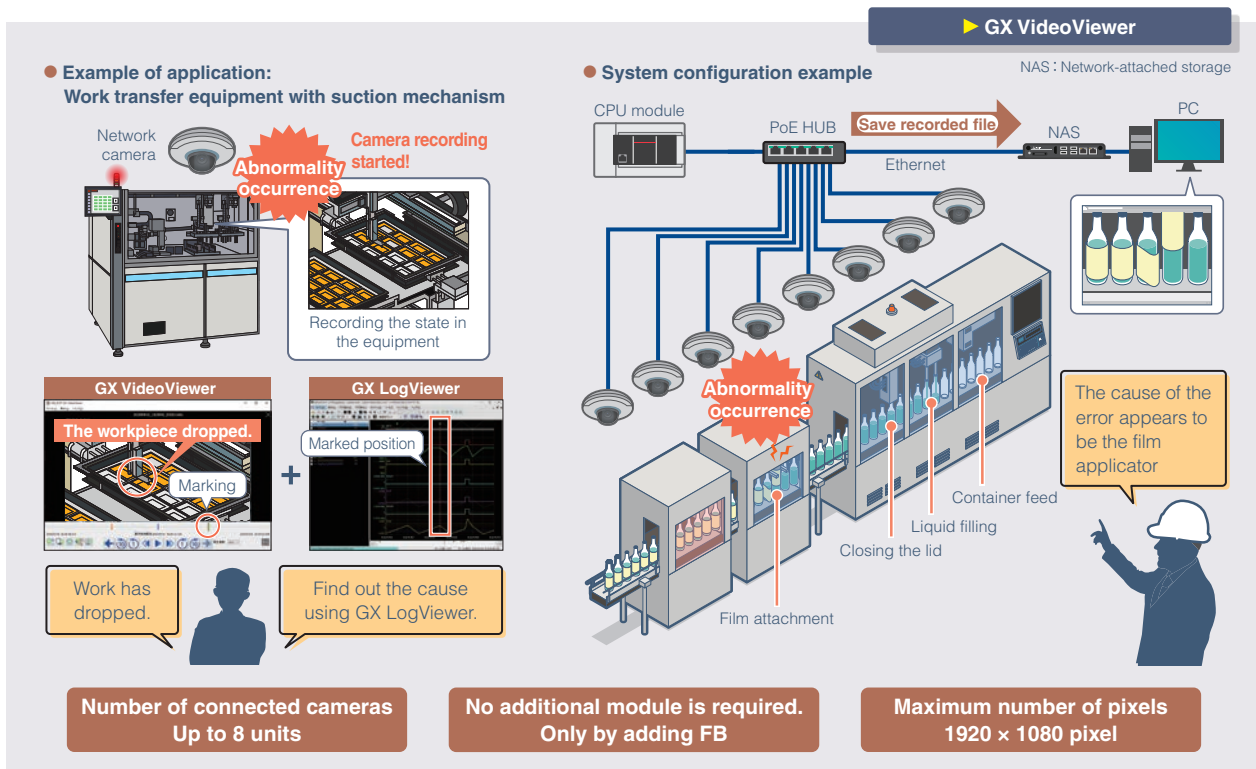 ▶ GX VideoViewer
NAS : Network-attached storage
● Example of application:
Work transfer equipment with suction mechanism
Network
camera
Abnormality
occurrence
Camera recording
started!
Recording the state in
the equipment
GX VideoViewer
The workpiece dropped.
Marking
+
GX LogViewer
Marked position
Work has
dropped.
Find out the cause
using GX LogViewer.
● System configuration example
CPU module
PoE HUB
Save recorded file
Ethernet
NAS
PC
Abnormality
occurrence
Container feed
Liquid filling
Closing the lid
Film attachment
The cause of the
error appears to
be the film
applicator
Number of connected cameras
Up to 8 units
No additional module is required.
Only by adding FB
Maximum number of pixels
1920 × 1080 pixel